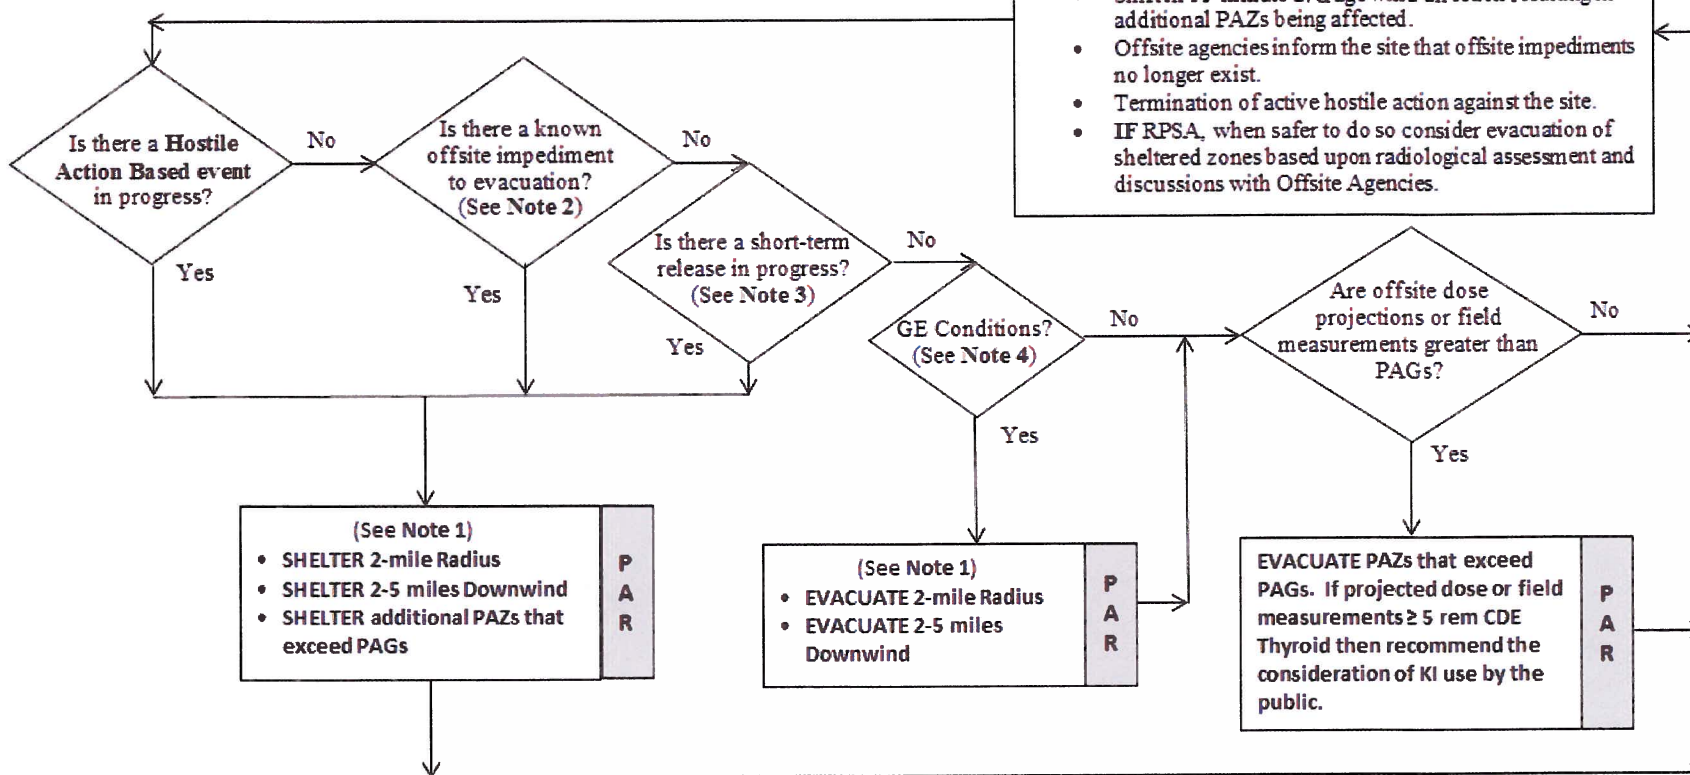 additional PAZs being affected.
• Offsite agencies inform the site that offsite impediments
no longer exist.
• Termination of active hostile action against the site.
• IF RPSA, when safer to do so consider evacuation of
sheltered zones based upon radiological assessment and
discussions with Offsite Agencies.
Is there a Hostile
Action Based event
in progress?
No
Yes
Is there a known
offsite impediment
to evacuation?
(See Note 2)
No
Yes
Is there a short-term
release in progress?
(See Note 3)
No
Yes
GE Conditions?
(See Note 4)
No
Yes
Are offsite dose
projections or field
measurements greater than
PAGs?
No
Yes
(See Note 1)
• SHELTER 2-mile Radius
• SHELTER 2-5 miles Downwind
• SHELTER additional PAZs that
exceed PAGs
P
A
R
(See Note 1)
• EVACUATE 2-mile Radius
• EVACUATE 2-5 miles
Downwind
P
A
R
EVACUATE PAZs that exceed
PAGs. If projected dose or field
measurements ≥ 5 rem CDE
Thyroid then recommend the
consideration of KI use by the
public.
P
A
R